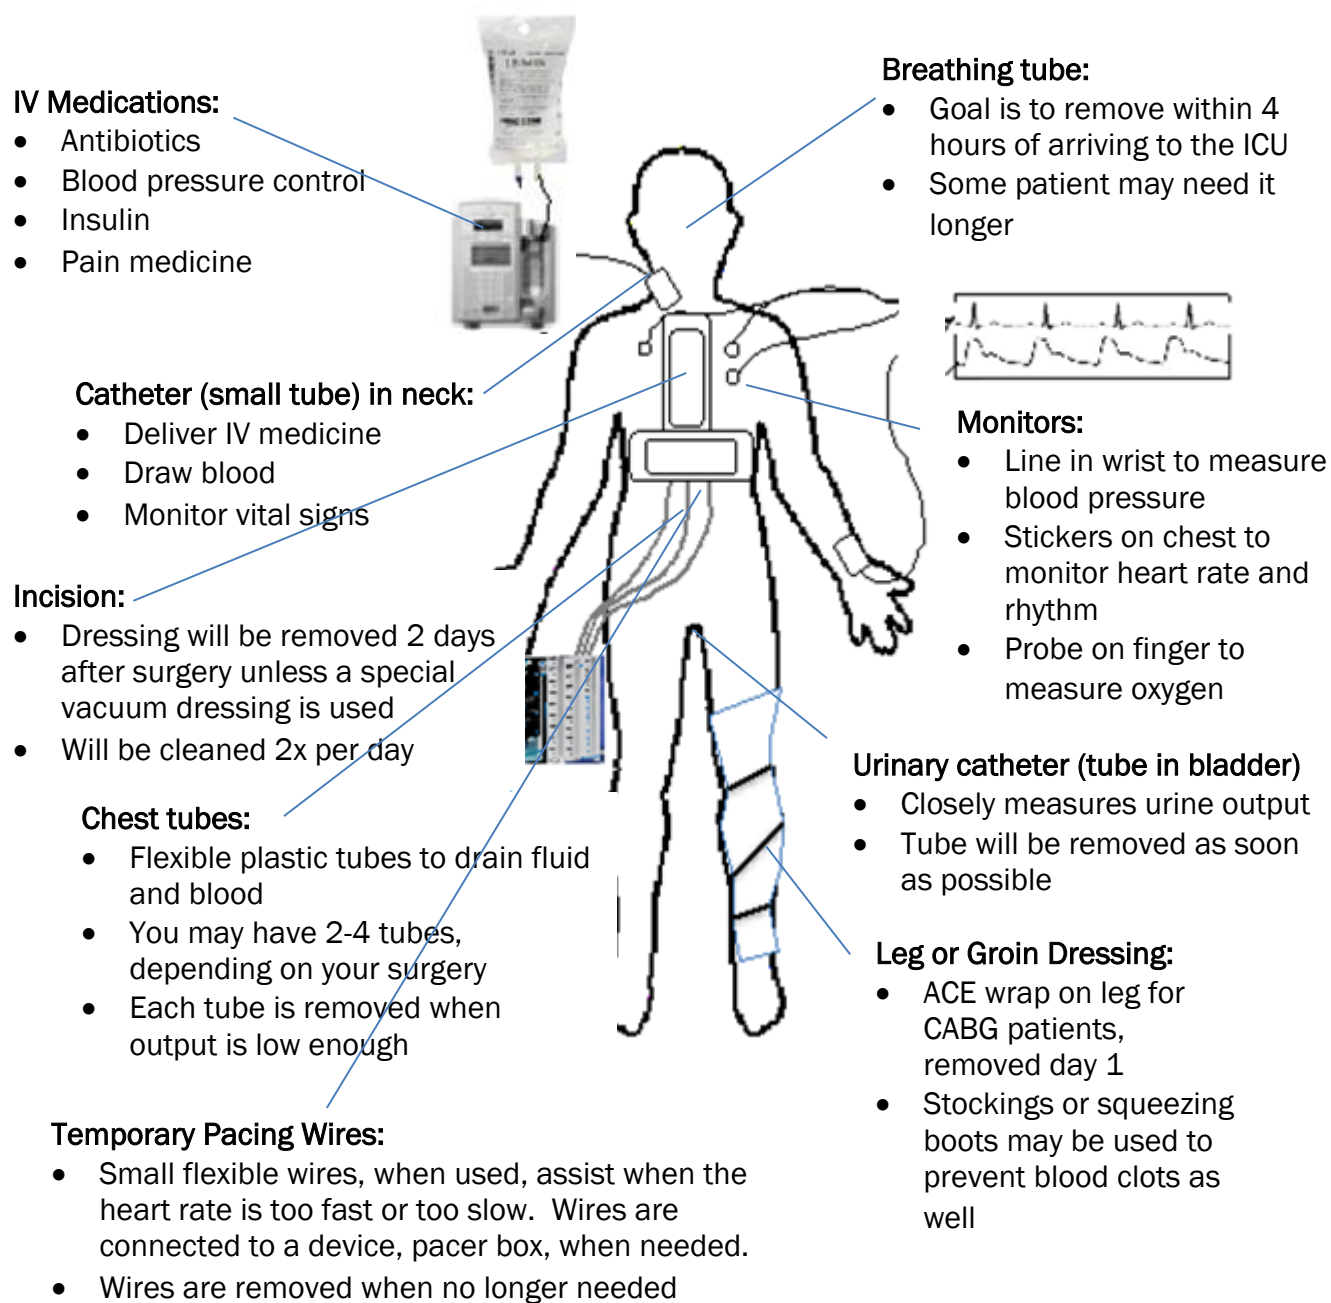 IV Medications:
• Antibiotics
• Blood pressure control
• Insulin
• Pain medicine
Breathing tube:
• Goal is to remove within 4
hours of arriving to the ICU
• Some patient may need it
longer
Catheter (small tube) in neck:
• Deliver IV medicine
• Draw blood
• Monitor vital signs
Monitors:
• Line in wrist to measure
blood pressure
• Stickers on chest to
monitor heart rate and
rhythm
• Probe on finger to
measure oxygen
Incision:
• Dressing will be removed 2 days
after surgery unless a special
vacuum dressing is used
• Will be cleaned 2x per day
Urinary catheter (tube in bladder)
• Closely measures urine output
• Tube will be removed as soon
as possible
Chest tubes:
• Flexible plastic tubes to drain fluid
and blood
• You may have 2-4 tubes,
depending on your surgery
• Each tube is removed when
output is low enough
Leg or Groin Dressing:
• ACE wrap on leg for
CABG patients,
removed day 1
• Stockings or squeezing
boots may be used to
prevent blood clots as
well
Temporary Pacing Wires:
• Small flexible wires, when used, assist when the
heart rate is too fast or too slow.  Wires are
connected to a device, pacer box, when needed.
• Wires are removed when no longer needed